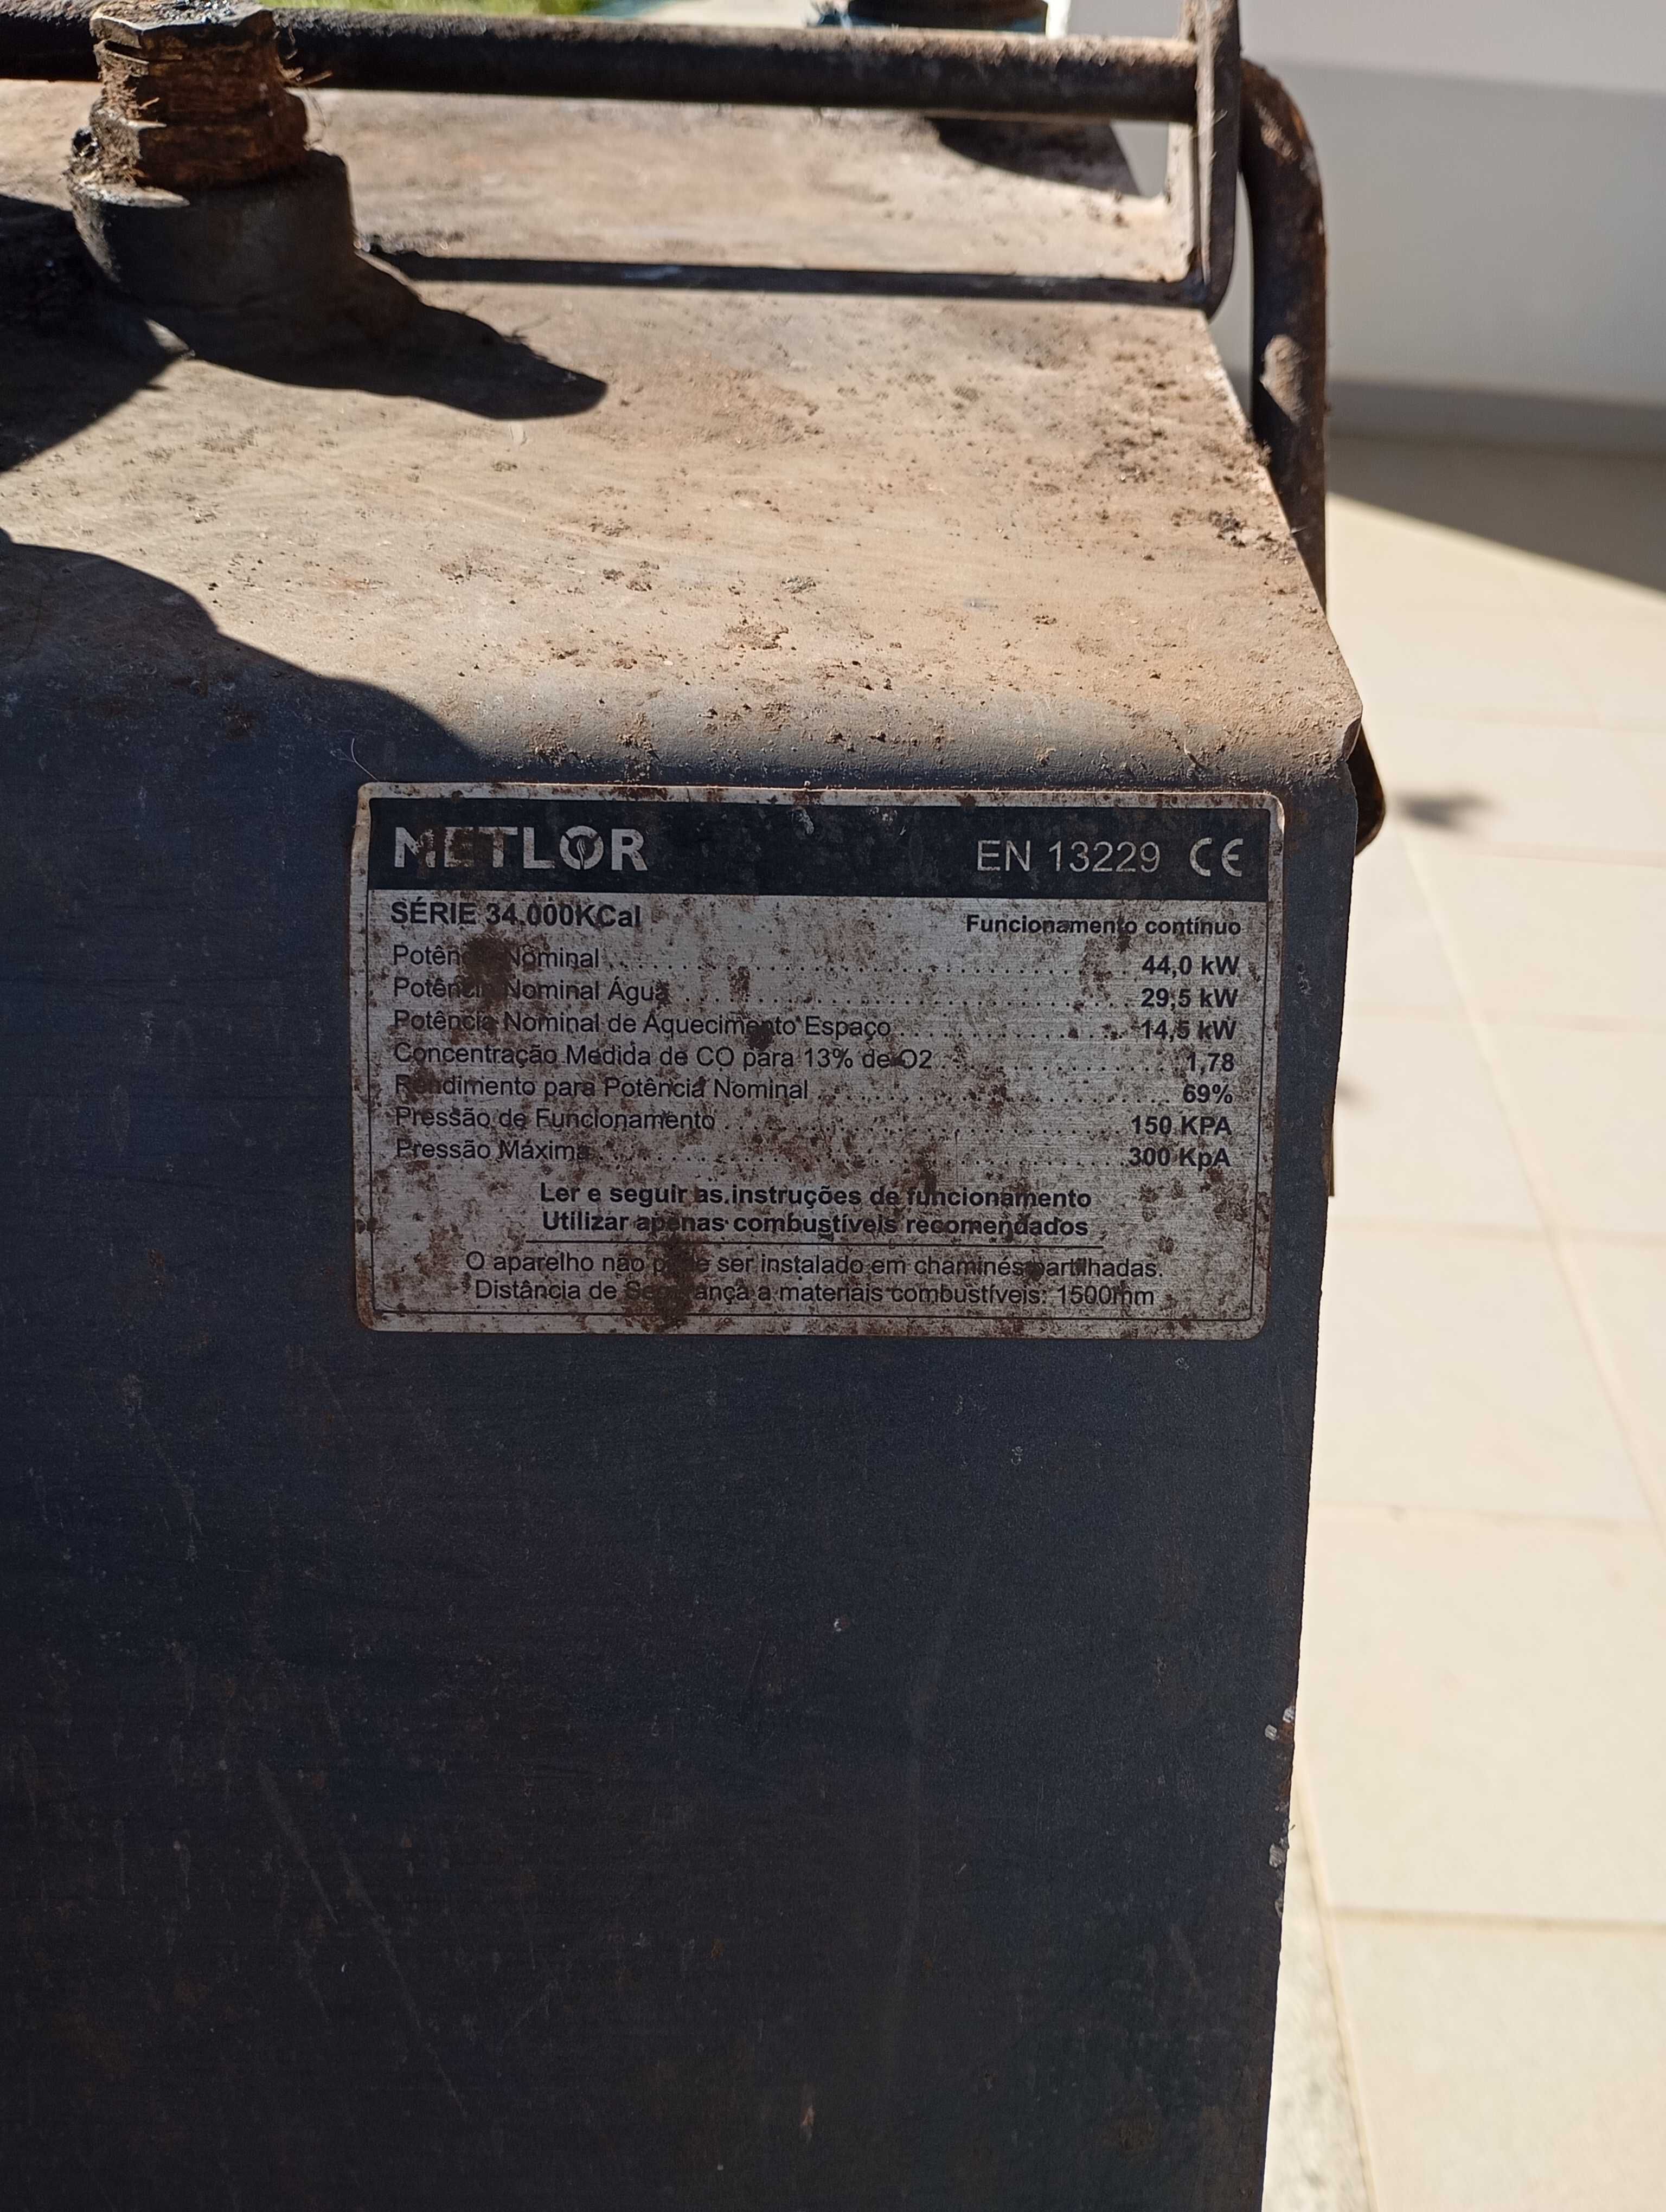 METLOR EN 13229 CE
SÉRIE 34.000KCal Funcionamento contínuo
Potência Nominal 44,0 kW
Potência Nominal Água 29,5 kW
Potência Nominal de Aquecimento Espaço 14,5 kW
Concentração Medida de CO para 13% de O2 1,78
Rendimento para Potência Nominal 69%
Pressão de Funcionamento 150 KPA
Pressão Máxima 300 KpA
Ler e seguir as instruções de funcionamento
Utilizar apenas combustíveis recomendados
O aparelho não pode ser instalado em chaminés partilhadas.
Distância de Segurança a materiais combustíveis: 1500mm